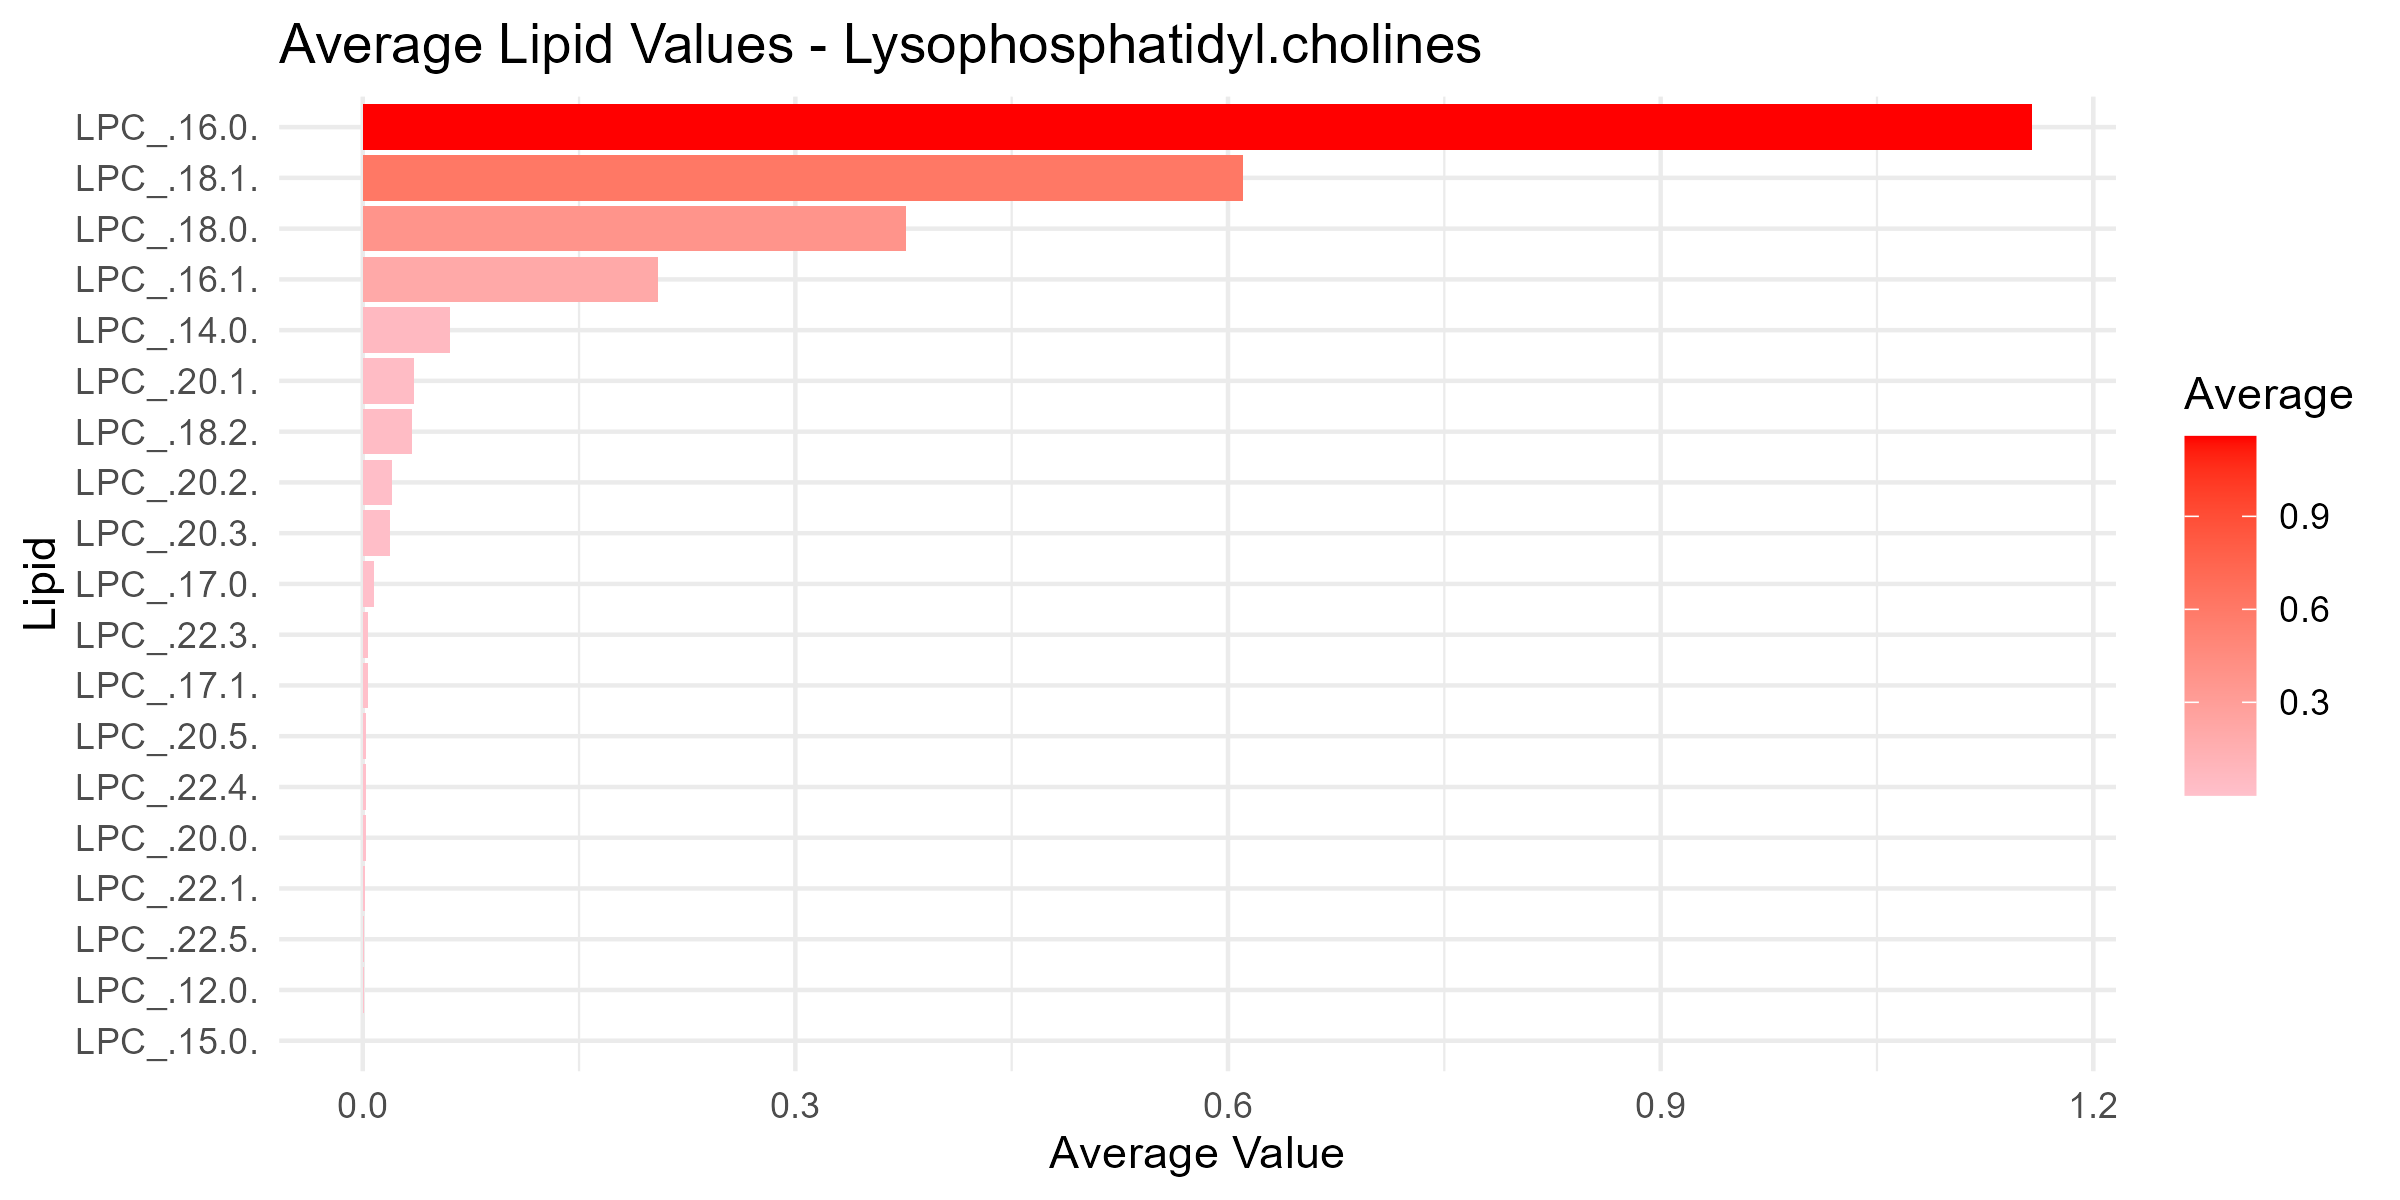 Average Lipid Values - Lysophosphatidyl.cholines
Lipid
LPC_.16.0.
LPC_.18.1.
LPC_.18.0.
LPC_.16.1.
LPC_.14.0.
LPC_.20.1.
LPC_.18.2.
LPC_.20.2.
LPC_.20.3.
LPC_.17.0.
LPC_.22.3.
LPC_.17.1.
LPC_.20.5.
LPC_.22.4.
LPC_.20.0.
LPC_.22.1.
LPC_.22.5.
LPC_.12.0.
LPC_.15.0.
0.0 0.3 0.6 0.9 1.2
Average Value
Average
0.9
0.6
0.3